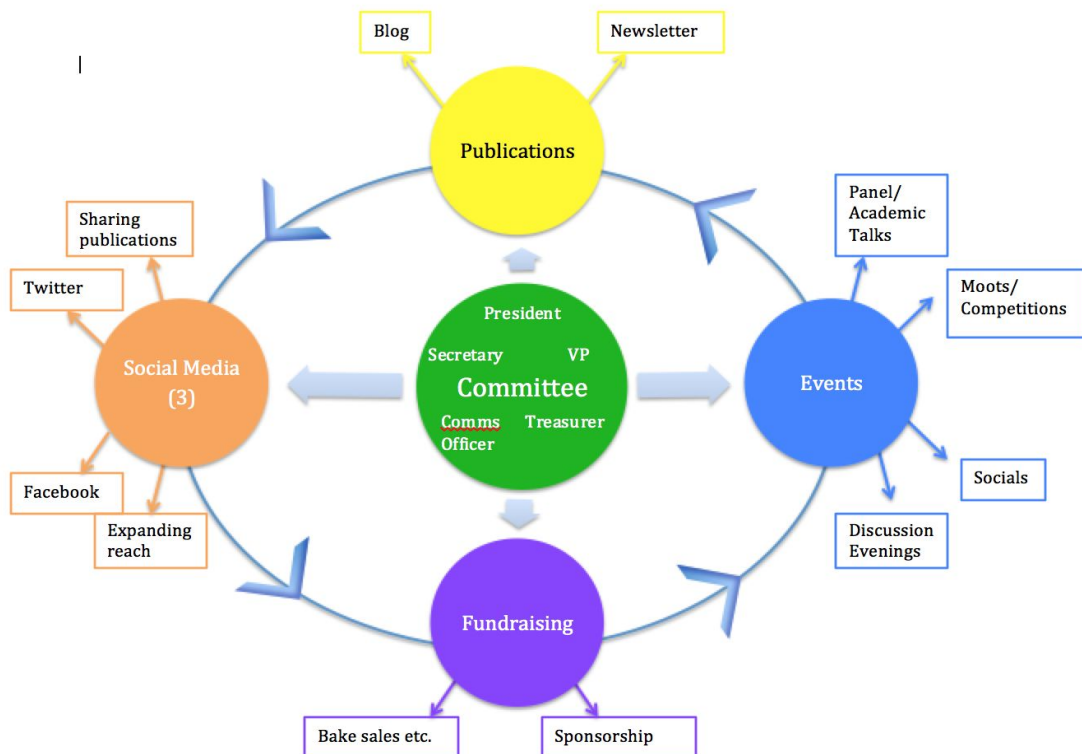 Blog
Newsletter
Publications
Panel/
Academic
Talks
Sharing
publications
Moots/
Competitions
Twitter
President
Secretary VP
Committee
Comms Treasurer
Officer
Social Media
(3)
Events
Facebook
Socials
Expanding
reach
Discussion
Evenings
Fundraising
Bake sales etc.
Sponsorship